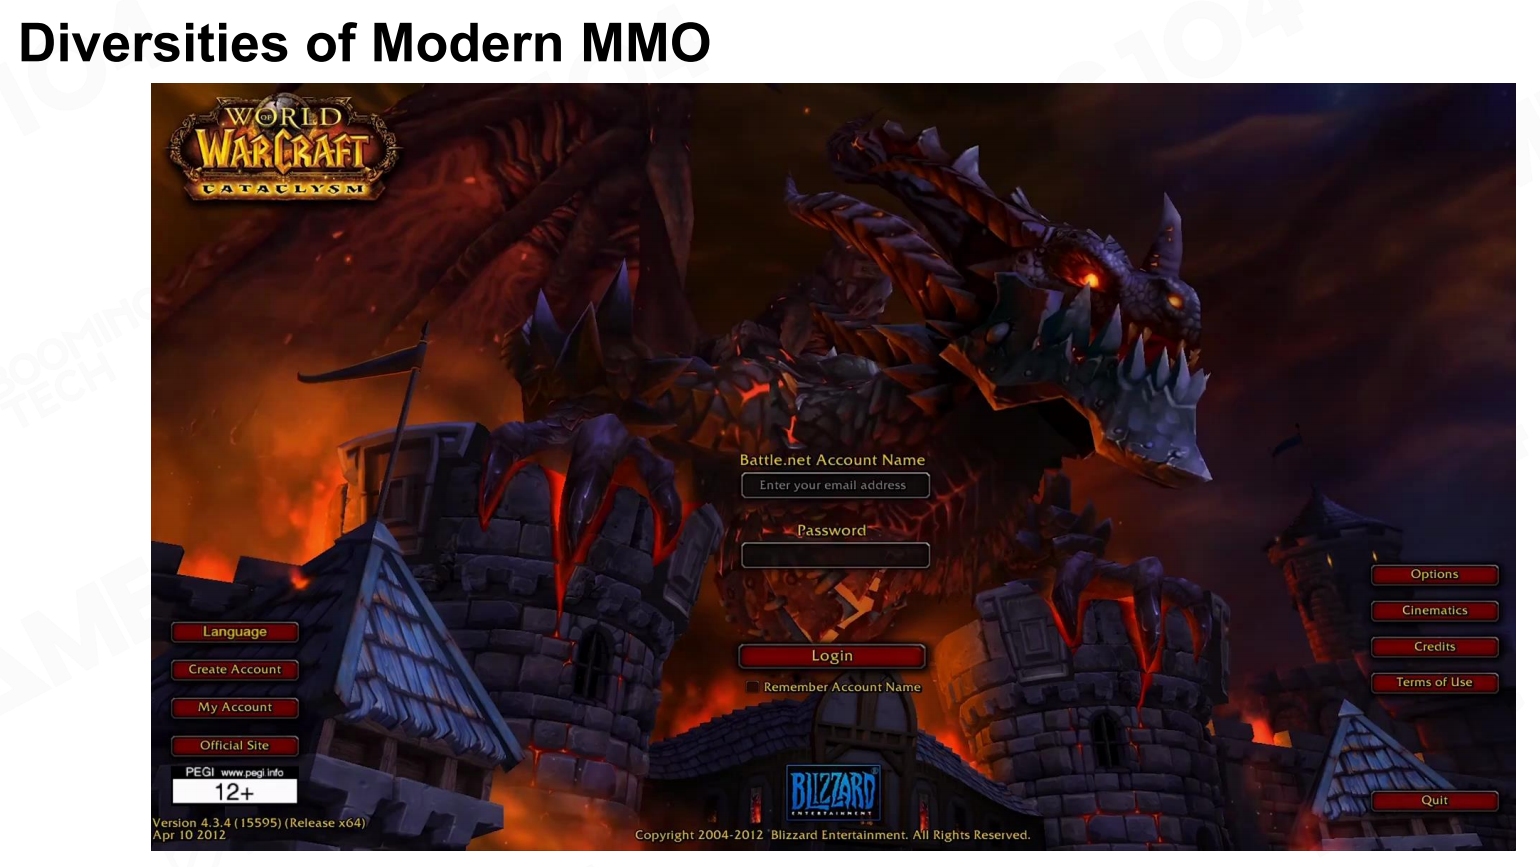 Diversities of Modern MMO
WORLD
OF
WARCRAFT
CATACLYSM
Battle.net Account Name
Enter your email address
Password
Login
Remember Account Name
Language
Create Account
My Account
Official Site
PEGI www.pegi.info
12+
Options
Cinematics
Credits
Terms of Use
Quit
BLIZZARD®
ENTERTAINMENT
Version 4.3.4 (15595) (Release x64)
Apr 10 2012
Copyright 2004-2012 Blizzard Entertainment. All Rights Reserved.
BOOMING
TECH